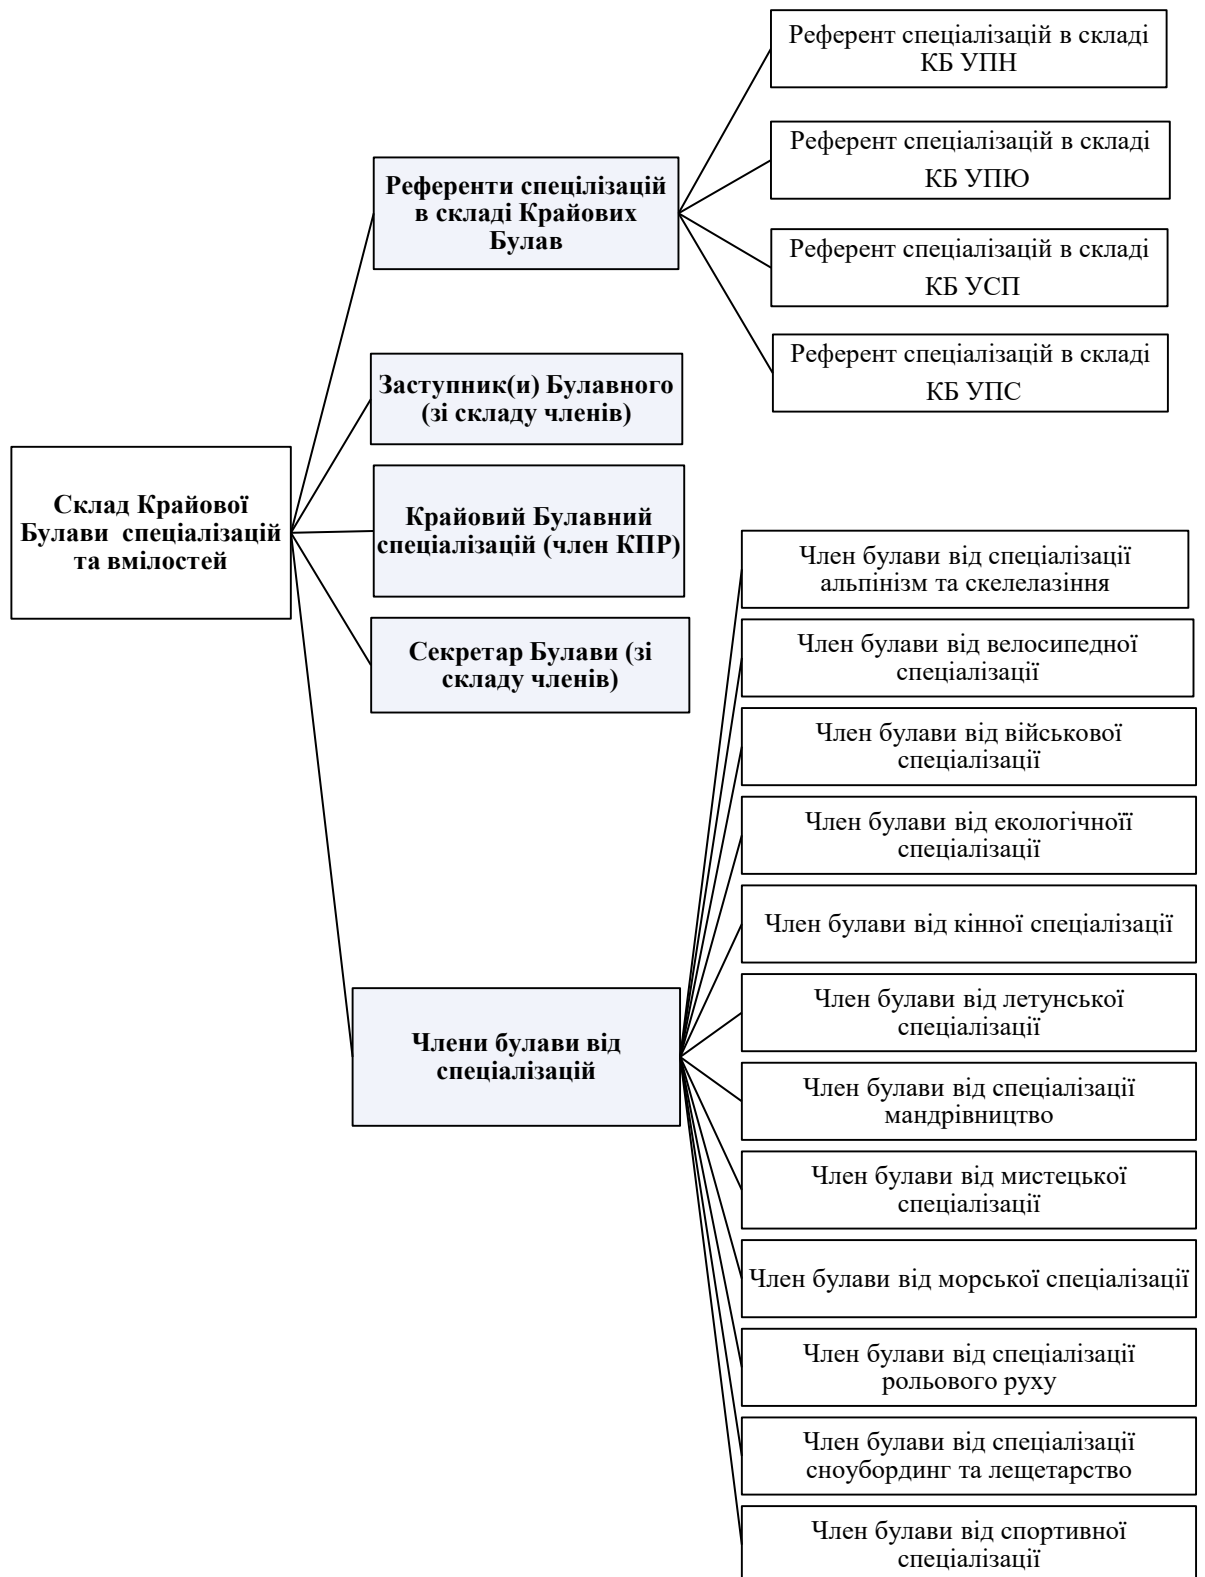 Референт спеціалізацій в складі
КБ УПН
Референт спеціалізацій в складі
КБ УПЮ
Референти спецілізацій
в складі Крайових
Булав
Референт спеціалізацій в складі
КБ УСП
Референт спеціалізацій в складі
КБ УПС
Заступник(и) Булавного
(зі складу членів)
Склад Крайової
Булави спеціалізацій
та вмілостей
Крайовий Булавний
спеціалізацій (член КПР)
Секретар Булави (зі
складу членів)
Члени булави від
спеціалізацій
Член булави від спеціалізації
альпінізм та скелелазіння
Член булави від велосипедної
спеціалізації
Член булави від військової
спеціалізації
Член булави від екологічноїї
спеціалізації
Член булави від кінної спеціалізації
Член булави від летунської
спеціалізації
Член булави від спеціалізації
мандрівництво
Член булави від мистецької
спеціалізації
Член булави від морської спеціалізації
Член булави від спеціалізації
рольового руху
Член булави від спеціалізації
сноубординг та лещетарство
Член булави від спортивної
спеціалізації